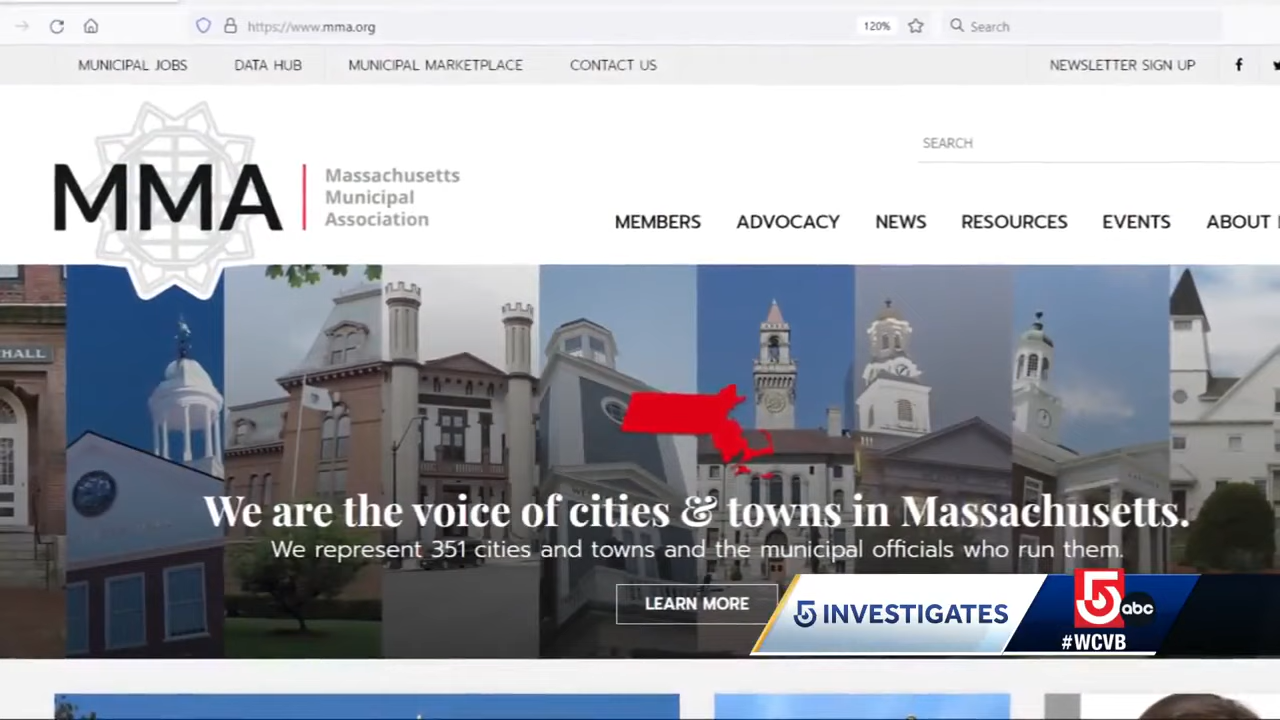 https://www.mma.org
120%
Search
MUNICIPAL JOBS
DATA HUB
MUNICIPAL MARKETPLACE
CONTACT US
NEWSLETTER SIGN UP
SEARCH
MMA
Massachusetts
Municipal
Association
MEMBERS
ADVOCACY
NEWS
RESOURCES
EVENTS
ABOUT
HALL
We are the voice of cities & towns in Massachusetts.
We represent 351 cities and towns and the municipal officials who run them.
LEARN MORE
5 INVESTIGATES
5 abc
#WCVB